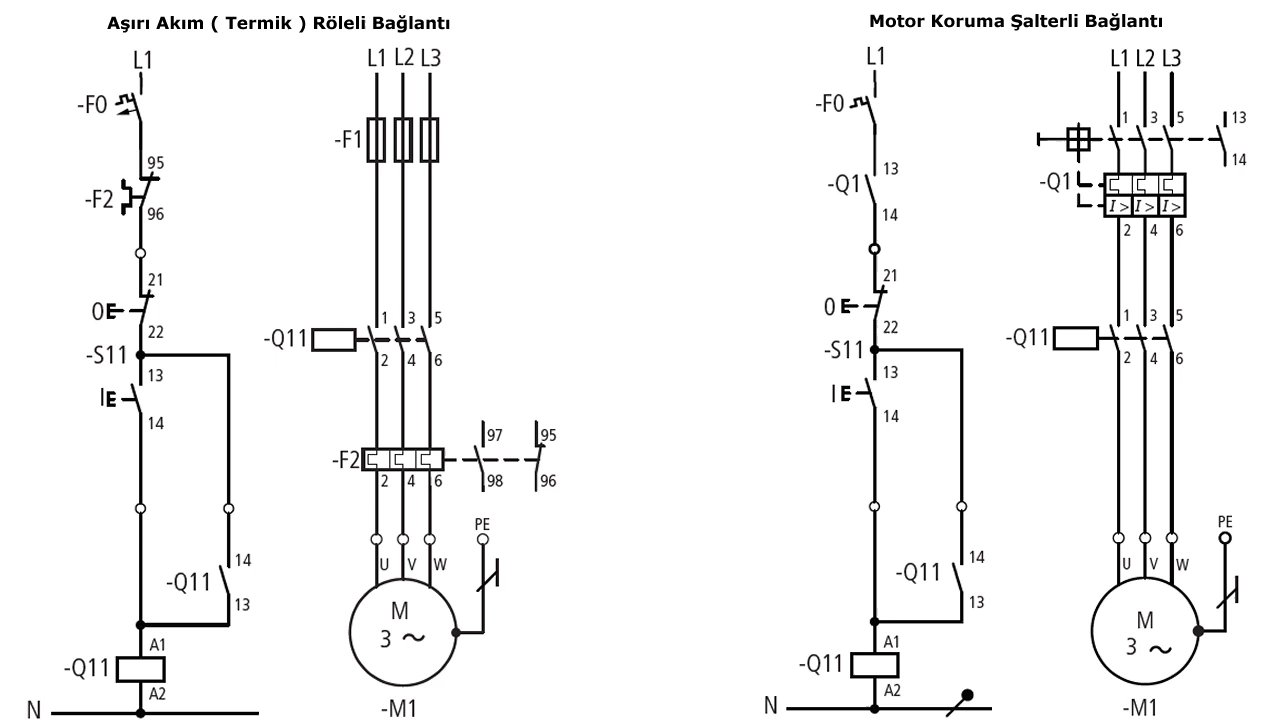 Aşırı Akım ( Termik ) Röleli Bağlantı
L1
-F0
95
-F2
96
21
0
22
-S11
13
I
14
14
-Q11
13
A1
-Q11
A2
N
L1 L2 L3
-F1
1 3 5
-Q11
2 4 6
97 95
-F2
2 4 6 98 96
PE
U V W
M
3 ~
-M1
Motor Koruma Şalterli Bağlantı
L1
-F0
13
-Q1
14
21
0
22
-S11
13
I
14
14
-Q11
13
A1
-Q11
A2
N
L1 L2 L3
1 3 5 13
14
-Q1
I > I > I >
2 4 6
1 3 5
-Q11
2 4 6
PE
U V W
M
3 ~
-M1